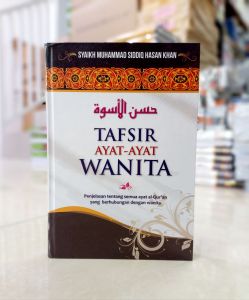 SYAIKH MUHAMMAD SIDDIQ HASAN KHAN
حسن الأسوة
TAFSIR
AYAT-AYAT
WANITA
Penjelasan tentang semua ayat al-Qur'an
yang berhubungan dengan wanita